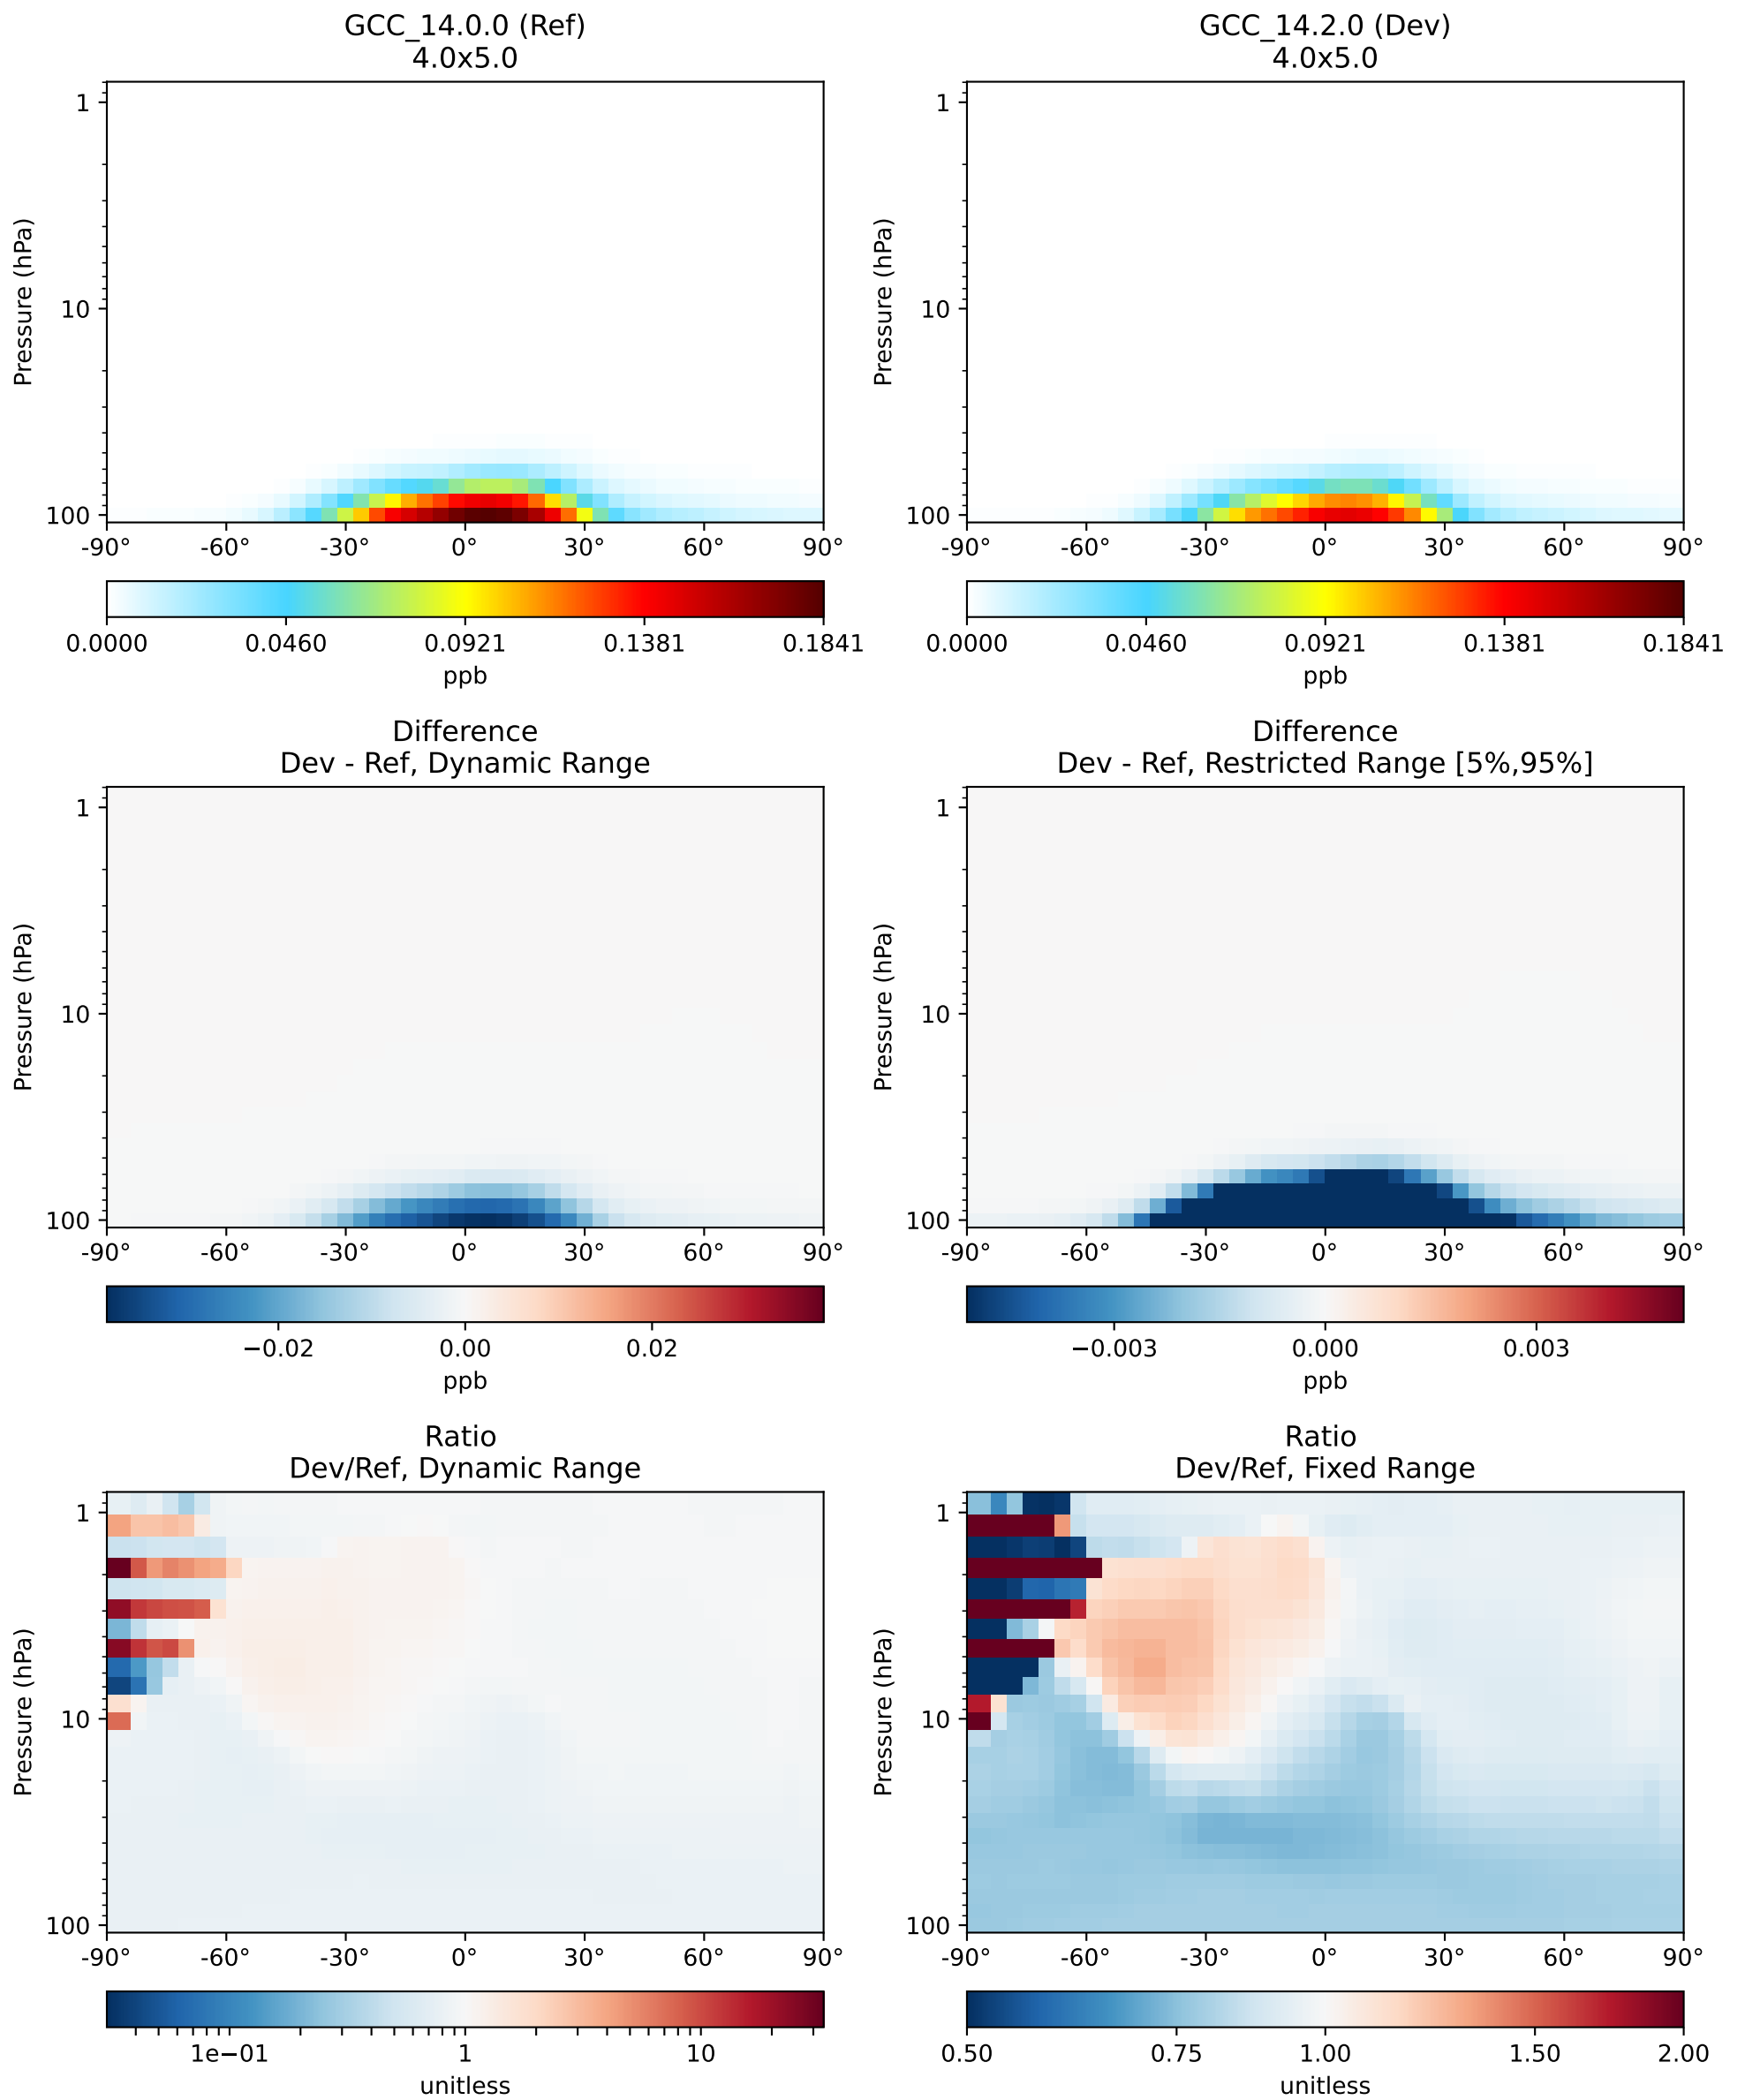 GCC_14.0.0 (Ref)
4.0x5.0
Pressure (hPa)
1
10
100
-90° -60° -30° 0° 30° 60° 90°
0.0000 0.0460 0.0921 0.1381 0.1841
ppb
GCC_14.2.0 (Dev)
4.0x5.0
Pressure (hPa)
1
10
100
-90° -60° -30° 0° 30° 60° 90°
0.0000 0.0460 0.0921 0.1381 0.1841
ppb
Difference
Dev - Ref, Dynamic Range
Pressure (hPa)
1
10
100
-90° -60° -30° 0° 30° 60° 90°
−0.02 0.00 0.02
ppb
Difference
Dev - Ref, Restricted Range [5%,95%]
Pressure (hPa)
1
10
100
-90° -60° -30° 0° 30° 60° 90°
−0.003 0.000 0.003
ppb
Ratio
Dev/Ref, Dynamic Range
Pressure (hPa)
1
10
100
-90° -60° -30° 0° 30° 60° 90°
1e−01 1 10
unitless
Ratio
Dev/Ref, Fixed Range
Pressure (hPa)
1
10
100
-90° -60° -30° 0° 30° 60° 90°
0.50 0.75 1.00 1.50 2.00
unitless